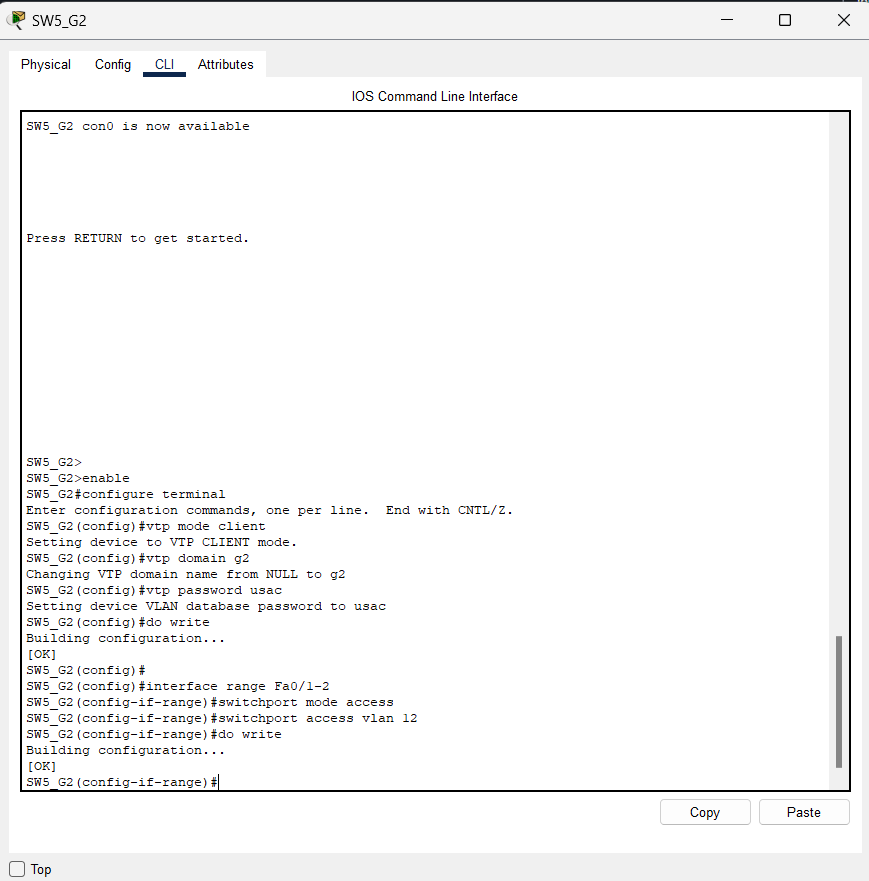 SW5_G2
Physical Config CLI Attributes
IOS Command Line Interface
SW5_G2 con0 is now available
Press RETURN to get started.
SW5_G2>
SW5_G2>enable
SW5_G2#configure terminal
Enter configuration commands, one per line.  End with CNTL/Z.
SW5_G2(config)#vtp mode client
Setting device to VTP CLIENT mode.
SW5_G2(config)#vtp domain g2
Changing VTP domain name from NULL to g2
SW5_G2(config)#vtp password usac
Setting device VLAN database password to usac
SW5_G2(config)#do write
Building configuration...
[OK]
SW5_G2(config)#
SW5_G2(config)#interface range Fa0/1-2
SW5_G2(config-if-range)#switchport mode access
SW5_G2(config-if-range)#switchport access vlan 12
SW5_G2(config-if-range)#do write
Building configuration...
[OK]
SW5_G2(config-if-range)#
Copy Paste
Top